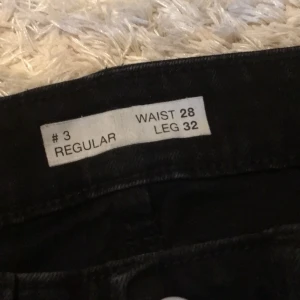 # 3 WAIST 28
REGULAR LEG 32